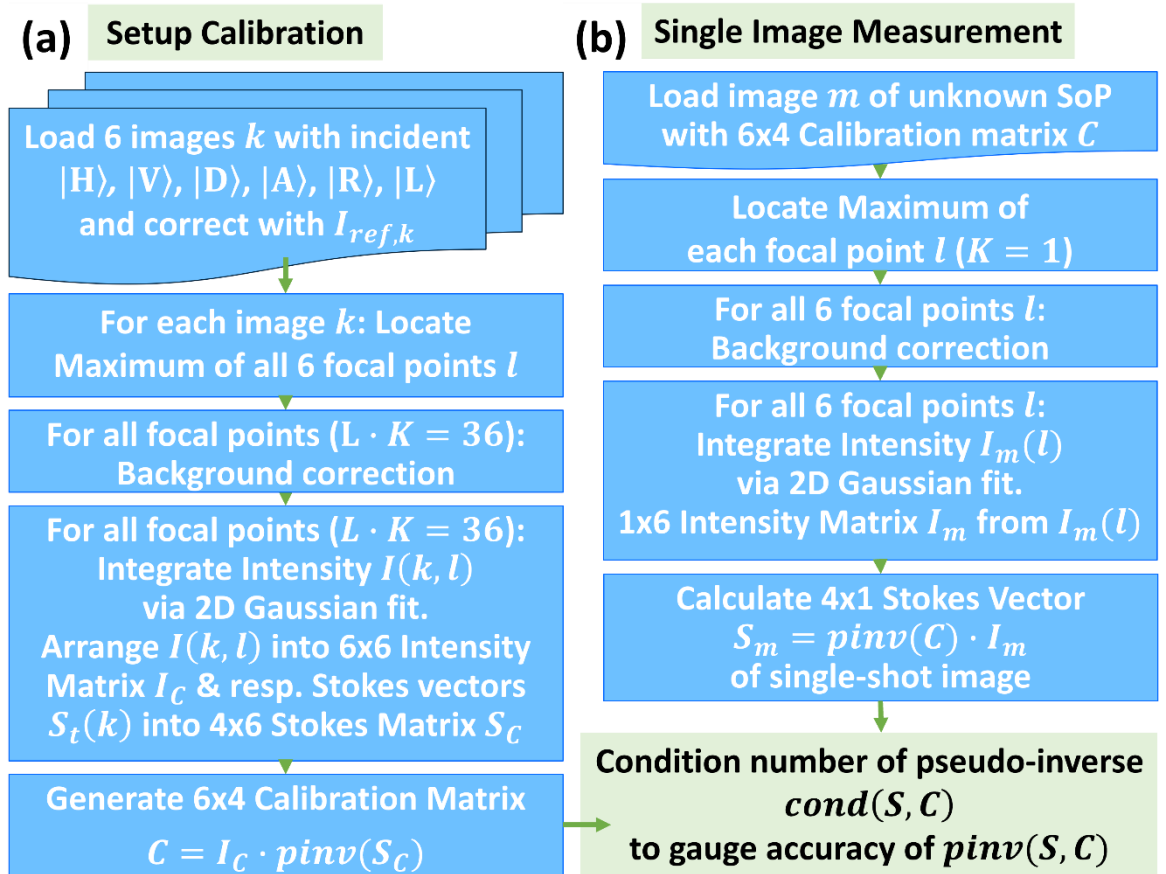 (a) Setup Calibration
Load 6 images k with incident
|H⟩, |V⟩, |D⟩, |A⟩, |R⟩, |L⟩
and correct with I_{ref,k}
For each image k: Locate
Maximum of all 6 focal points l
For all focal points (L · K = 36):
Background correction
For all focal points (L · K = 36):
Integrate Intensity I(k, l)
via 2D Gaussian fit.
Arrange I(k, l) into 6x6 Intensity
Matrix I_C & resp. Stokes vectors
S_t(k) into 4x6 Stokes Matrix S_C
Generate 6x4 Calibration Matrix
C = I_C · pinv(S_C)
(b) Single Image Measurement
Load image m of unknown SoP
with 6x4 Calibration matrix C
Locate Maximum of
each focal point l (K = 1)
For all 6 focal points l:
Background correction
For all 6 focal points l:
Integrate Intensity I_m(l)
via 2D Gaussian fit.
1x6 Intensity Matrix I_m from I_m(l)
Calculate 4x1 Stokes Vector
S_m = pinv(C) · I_m
of single-shot image
Condition number of pseudo-inverse
cond(S, C)
to gauge accuracy of pinv(S, C)